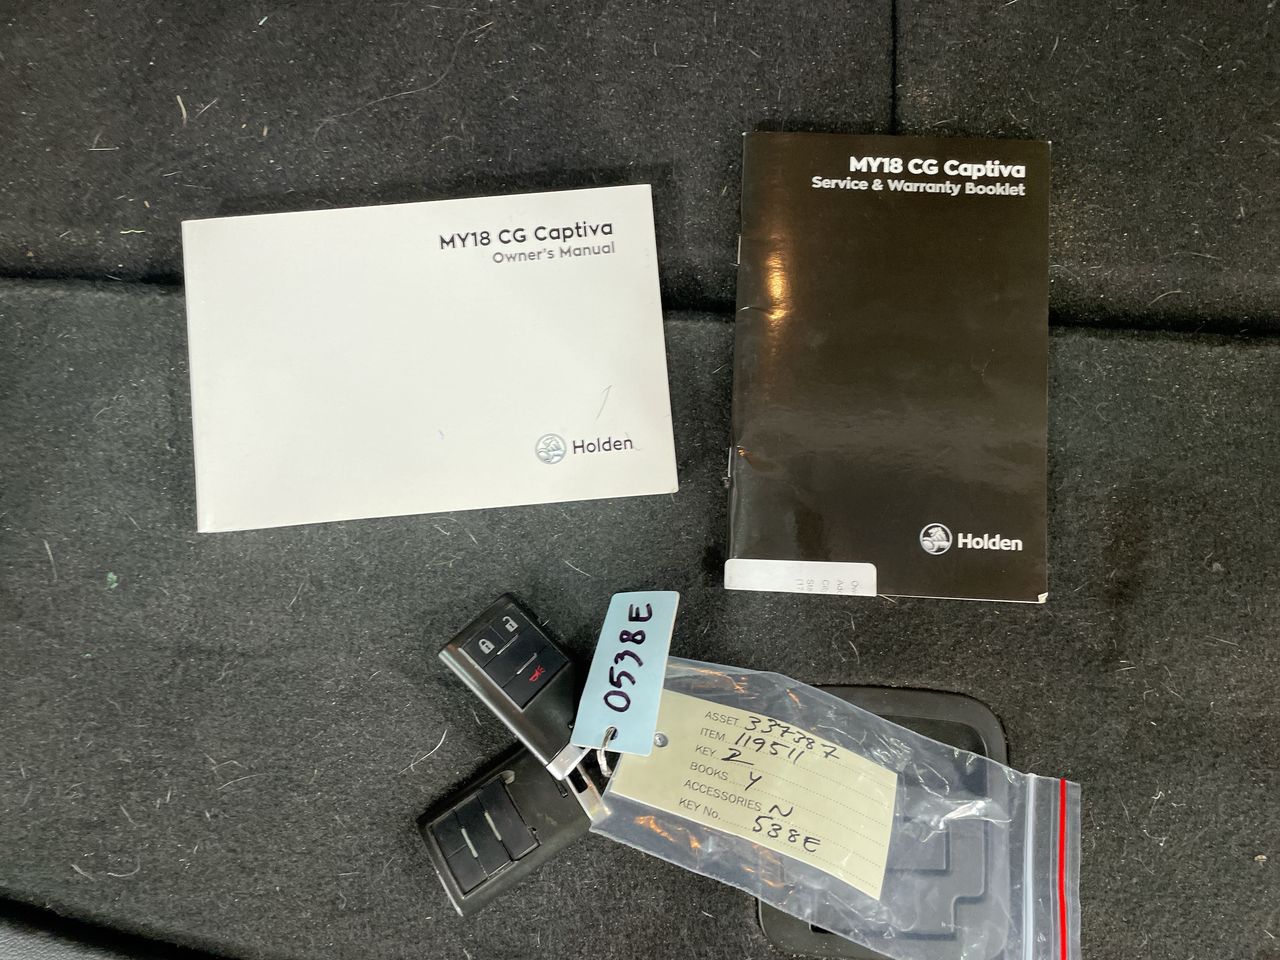 MY18 CG Captiva
Owner's Manual
Holden
MY18 CG Captiva
Service & Warranty Booklet
Holden
0538E
ASSET 337387
ITEM 119511
KEY 2
BOOKS Y
ACCESSORIES N
KEY No. 538E